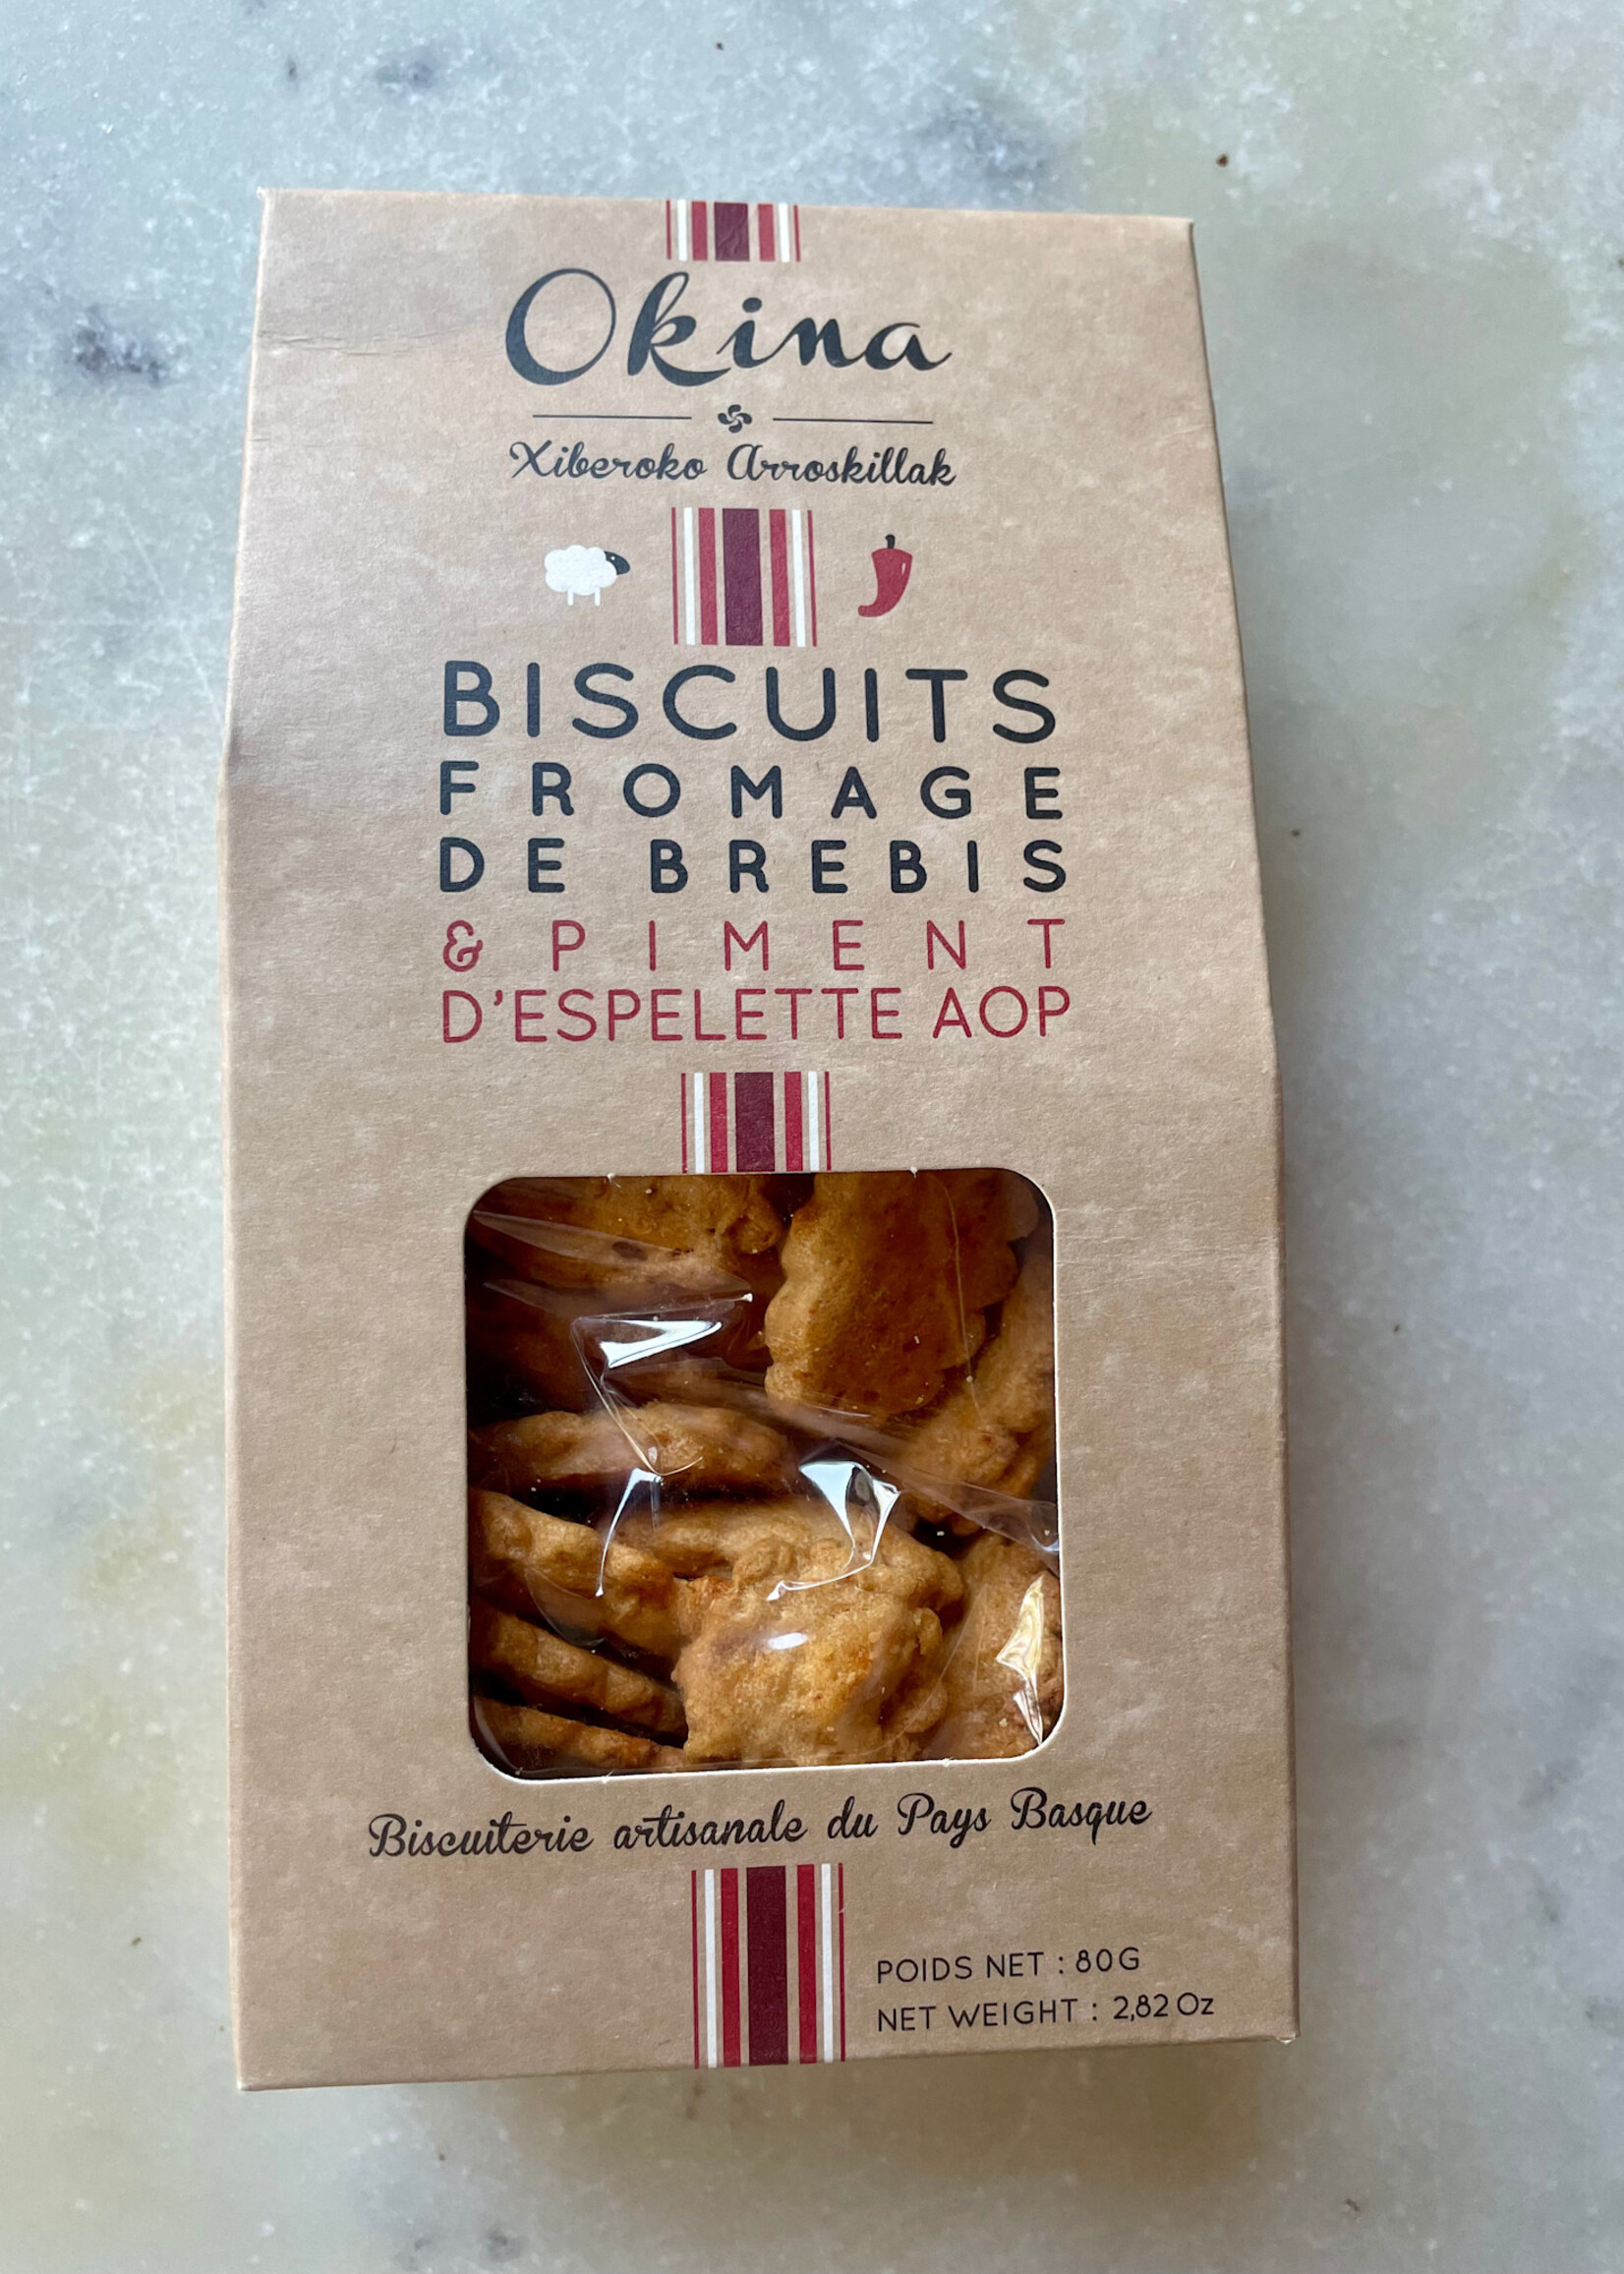 Okina
Xiberoko Arroskillak
BISCUITS
FROMAGE
DE BREBIS
& PIMENT
D'ESPELETTE AOP
Biscuiterie artisanale du Pays Basque
POIDS NET : 80G
NET WEIGHT : 2,82 Oz